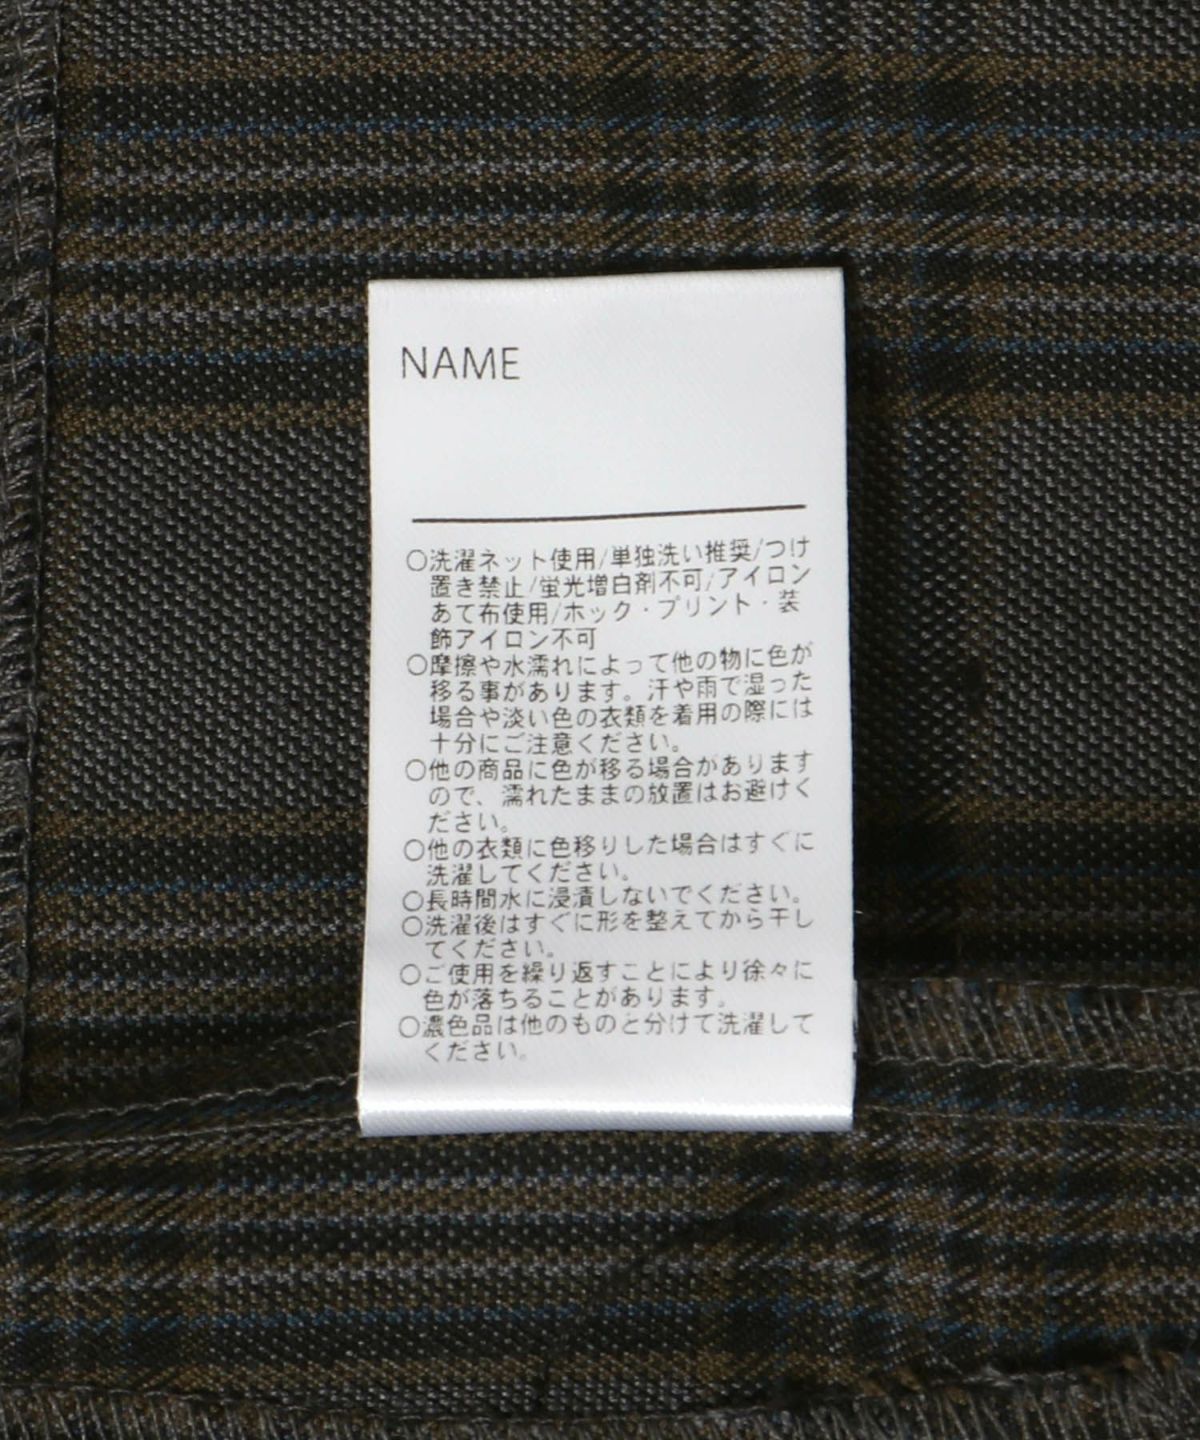 NAME
○洗濯ネット使用/単独洗い推奨/つけ
置き禁止/蛍光増白剤不可/アイロン
あて布使用/ホック・プリント・装
飾アイロン不可
○摩擦や水濡れによって他の物に色が
移る事があります。汗や雨で湿った
場合や淡い色の衣類を着用の際には
十分にご注意ください。
○他の商品に色が移る場合があります
ので、濡れたままの放置はお避けく
ださい。
○他の衣類に色移りした場合はすぐに
洗濯してください。
○長時間水に浸漬しないでください。
○洗濯後はすぐに形を整えてから干し
てください。
○ご使用を繰り返すことにより徐々に
色が落ちることがあります。
○濃色品は他のものと分けて洗濯して
ください。